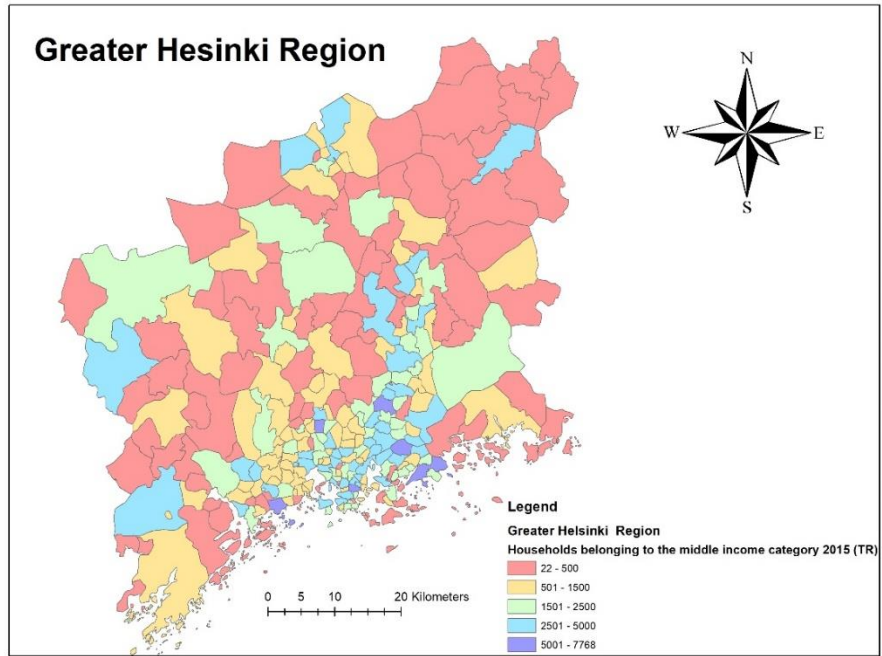 Greater Hesinki Region
N
W
E
S
Legend
Greater Helsinki Region
Households belonging to the middle income category 2015 (TR)
22 - 500
501 - 1500
1501 - 2500
2501 - 5000
5001 - 7768
0 5 10 20 Kilometers